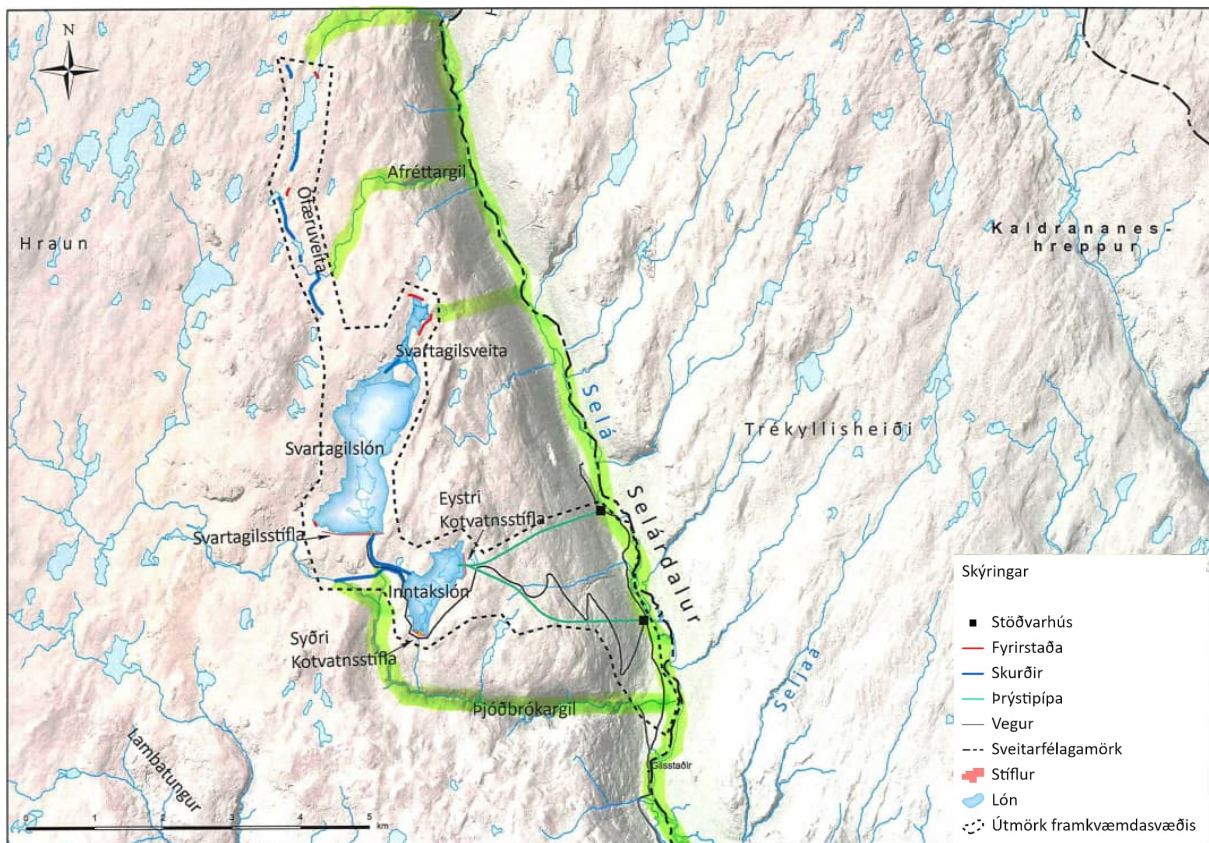 N
Afréttargil
Ófæruveita
Hraun
Kaldrananes-
hreppur
Svartagilsveita
Selá
Trékyllisheiði
Svartagilslón
Eystri
Kotvatnsstífla
Selárdalur
Svartagilsstífla
Inntakslón
Syðri
Kotvatnsstífla
Seljaa
Þjóðbrókargil
Gilsstaðir
Lambatungur
0 1 2 3 4 5
km
Skýringar
Stöðvarhús
Fyrirstaða
Skurðir
Þrýstipípa
Vegur
Sveitarfélagamörk
Stíflur
Lón
Útmörk framkvæmdasvæðis